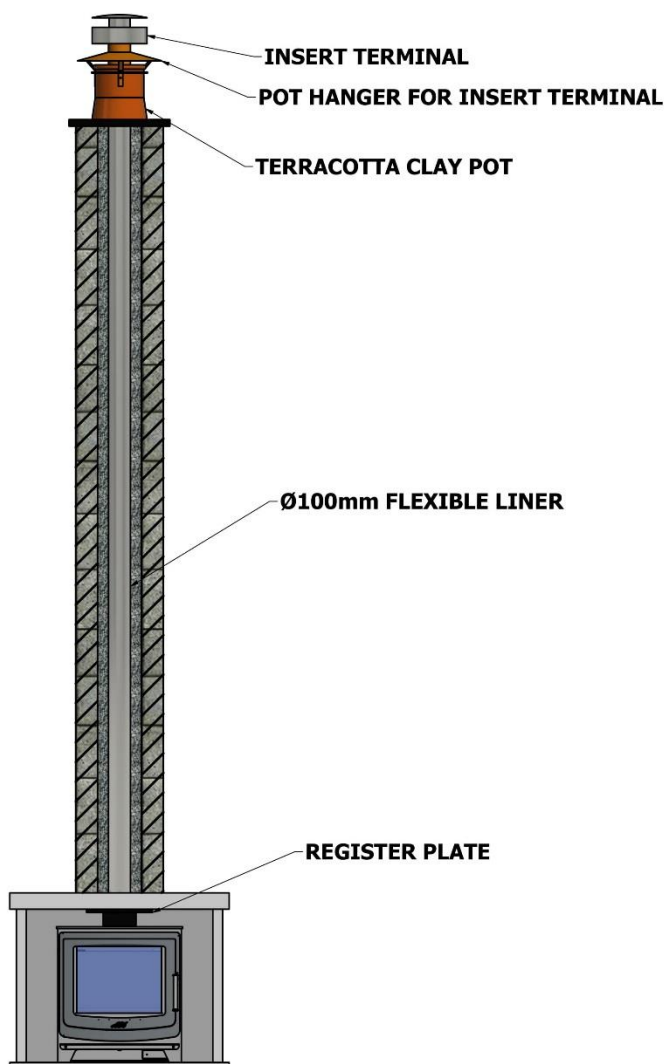 INSERT TERMINAL
POT HANGER FOR INSERT TERMINAL
TERRACOTTA CLAY POT
Ø100mm FLEXIBLE LINER
REGISTER PLATE